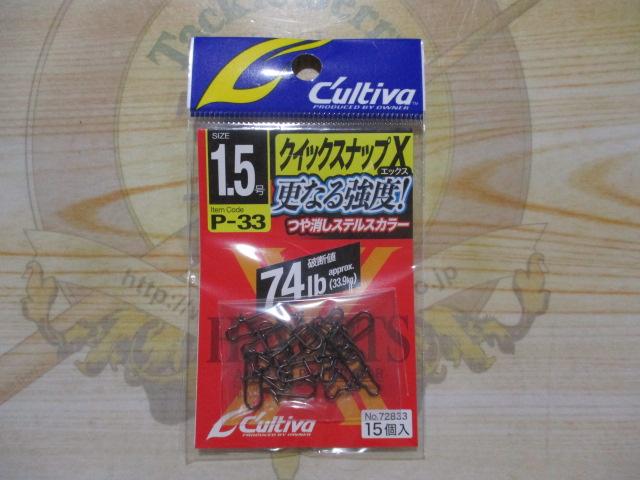 Cultiva
PRODUCED BY OWNER
SIZE
1.5号
Item Code
P-33
クイックスナップX
エックス
更なる強度!
つや消しステルスカラー
破断値
74lb
approx.
(33.9kg)
Cultiva
PRODUCED BY OWNER
No.72833
15個入